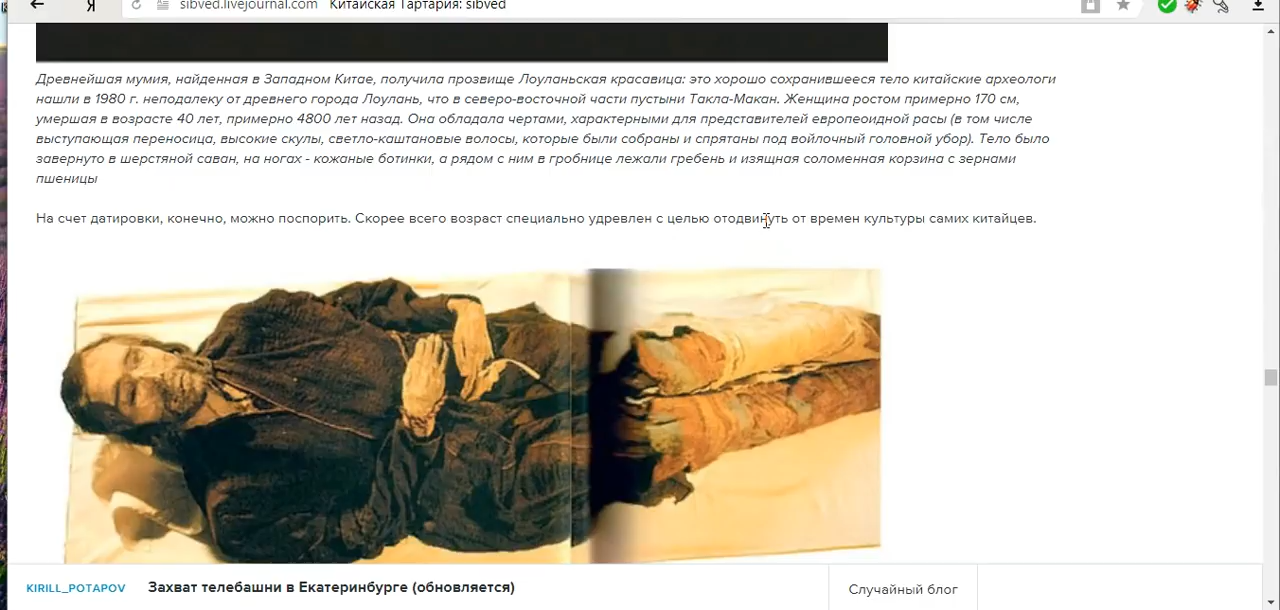 Я
sibved.livejournal.com Китайская Тартария: sibved
Древнейшая мумия, найденная в Западном Китае, получила прозвище Лоуланьская красавица: это хорошо сохранившееся тело китайские археологи
нашли в 1980 г. неподалеку от древнего города Лоулань, что в северо-восточной части пустыни Такла-Макан. Женщина ростом примерно 170 см,
умершая в возрасте 40 лет, примерно 4800 лет назад. Она обладала чертами, характерными для представителей европеоидной расы (в том числе
выступающая переносица, высокие скулы, светло-каштановые волосы, которые были собраны и спрятаны под войлочный головной убор). Тело было
завернуто в шерстяной саван, на ногах - кожаные ботинки, а рядом с ним в гробнице лежали гребень и изящная соломенная корзина с зернами
пшеницы
На счет датировки, конечно, можно поспорить. Скорее всего возраст специально удревлен с целью отодвинуть от времен культуры самих китайцев.
KIRILL_POTAPOV Захват телебашни в Екатеринбурге (обновляется) Случайный блог